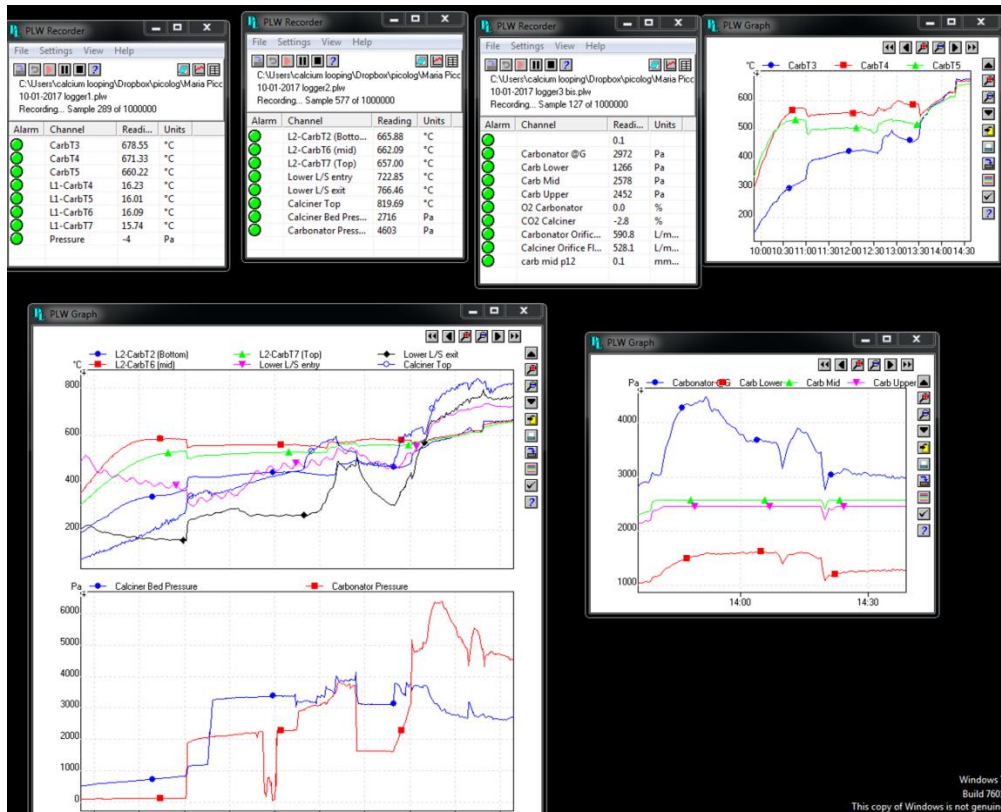 PLW Recorder
File Settings View Help
C:\Users\calcium looping\Dropbox\picolog\Maria Picc
10-01-2017 logger1.plw
Recording... Sample 289 of 1000000
Alarm Channel Readi... Units
CarbT3 678.55 °C
CarbT4 671.33 °C
CarbT5 660.22 °C
L1-CarbT4 16.23 °C
L1-CarbT5 16.01 °C
L1-CarbT6 16.09 °C
L1-CarbT7 15.74 °C
Pressure -4 Pa
PLW Recorder
File Settings View Help
C:\Users\calcium looping\Dropbox\picolog\Maria Picc
10-01-2017 logger2.plw
Recording... Sample 577 of 1000000
Alarm Channel Reading Units
L2-CarbT2 (Botto... 665.88 °C
L2-CarbT6 (mid) 662.09 °C
L2-CarbT7 (Top) 657.00 °C
Lower L/S entry 722.85 °C
Lower L/S exit 766.46 °C
Calciner Top 819.69 °C
Calciner Bed Pres... 2716 Pa
Carbonator Press... 4603 Pa
PLW Recorder
File Settings View Help
C:\Users\calcium looping\Dropbox\picolog\Maria Picc
10-01-2017 logger3 bis.plw
Recording... Sample 127 of 1000000
Alarm Channel Readi... Units
0.1
Carbonator @G 2972 Pa
Carb Lower 1266 Pa
Carb Mid 2578 Pa
Carb Upper 2452 Pa
O2 Carbonator 0.0 %
CO2 Calciner -2.8 %
Carbonator Orific... 590.8 L/m...
Calciner Orifice Fl... 528.1 L/m...
carb mid p12 0.1 mm...
PLW Graph
°C CarbT3 CarbT4 CarbT5
600
500
400
300
200
10:00 10:30 11:00 11:30 12:00 12:30 13:00 13:30 14:00 14:30
PLW Graph
L2-CarbT2 (Bottom) L2-CarbT7 (Top) Lower L/S exit
°C L2-CarbT6 (mid) Lower L/S entry Calciner Top
800
600
400
200
Pa Calciner Bed Pressure Carbonator Pressure
6000
5000
4000
3000
2000
1000
0
PLW Graph
Pa Carbonator @G Carb Lower Carb Mid Carb Upper
4000
3000
2000
1000
14:00 14:30
Windows
Build 760
This copy of Windows is not genuin